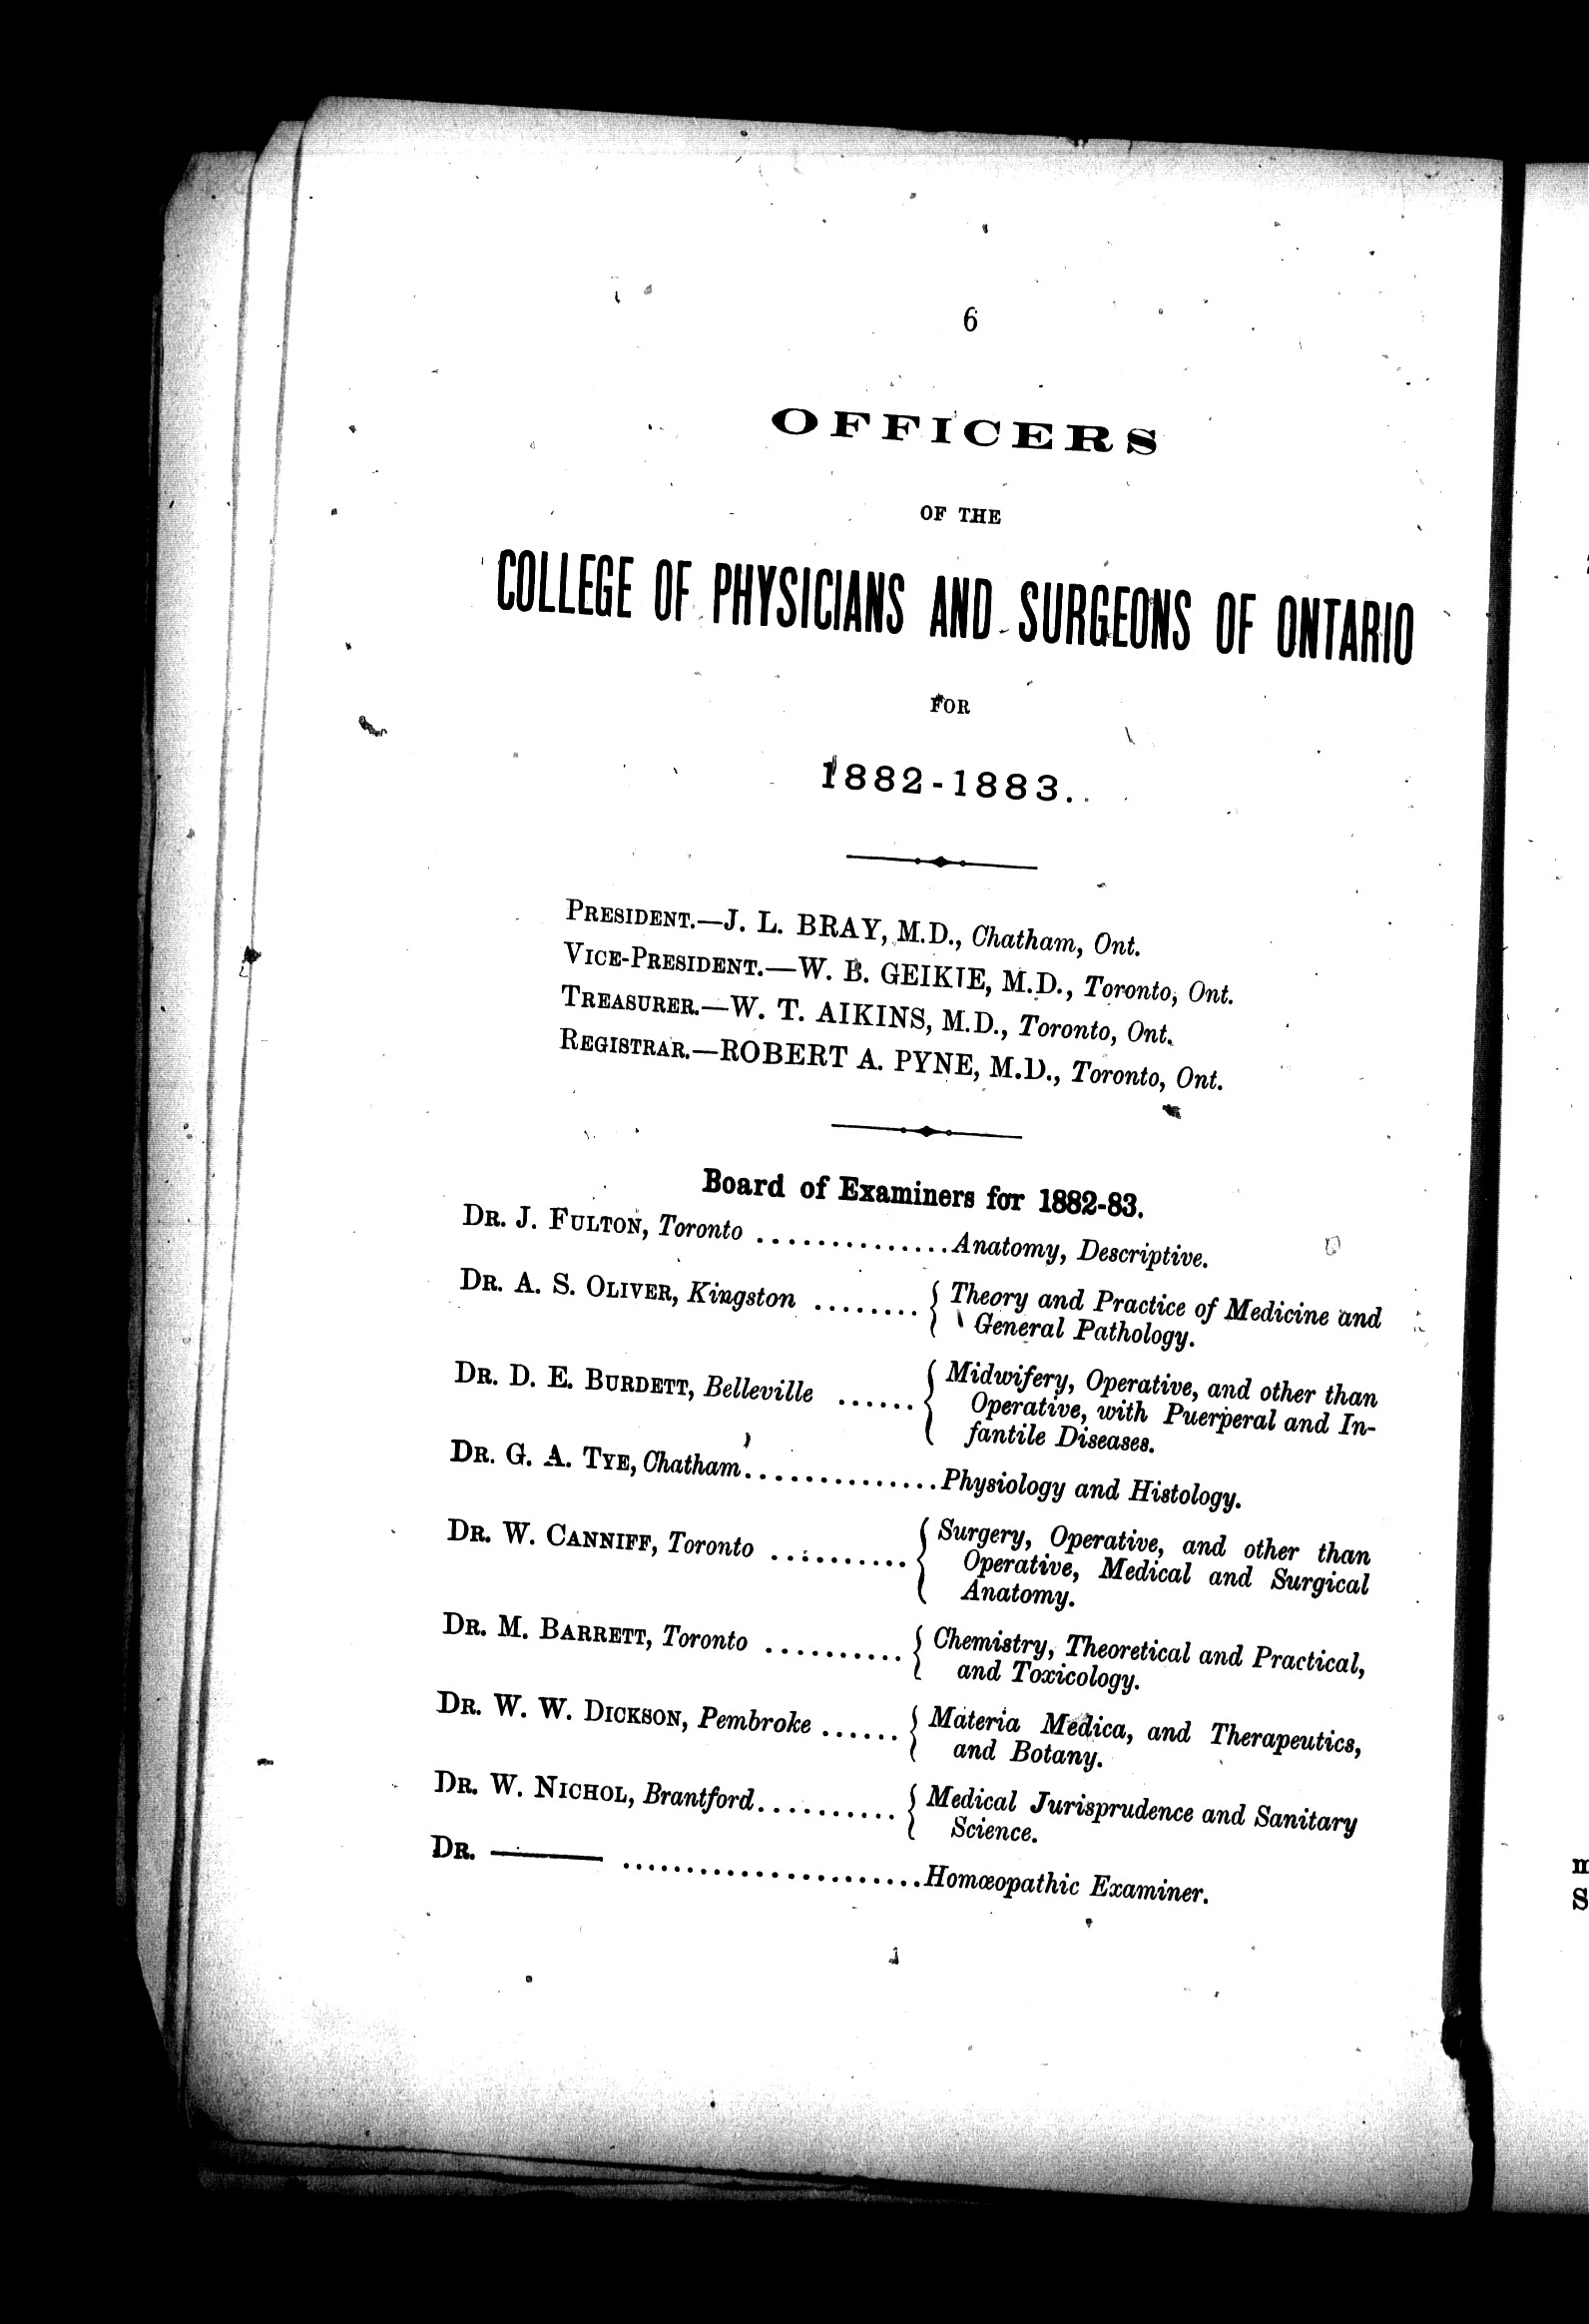 6
OFFICERS
OF THE
COLLEGE OF PHYSICIANS AND SURGEONS OF ONTARIO
FOR
1882-1883.
PRESIDENT.—J. L. BRAY, M.D., Chatham, Ont.
VICE-PRESIDENT.—W. B. GEIKIE, M.D., Toronto, Ont.
TREASURER.—W. T. AIKINS, M.D., Toronto, Ont.
REGISTRAR.—ROBERT A. PYNE, M.D., Toronto, Ont.
Board of Examiners for 1882-83.
DR. J. FULTON, Toronto ..............Anatomy, Descriptive.
DR. A. S. OLIVER, Kingston ........ { Theory and Practice of Medicine and
General Pathology.
DR. D. E. BURDETT, Belleville ...... { Midwifery, Operative, and other than
Operative, with Puerperal and In-
fantile Diseases.
DR. G. A. TYE, Chatham..............Physiology and Histology.
DR. W. CANNIFF, Toronto ........... { Surgery, Operative, and other than
Operative, Medical and Surgical
Anatomy.
DR. M. BARRETT, Toronto ........... { Chemistry, Theoretical and Practical,
and Toxicology.
DR. W. W. DICKSON, Pembroke ...... { Materia Medica, and Therapeutics,
and Botany.
DR. W. NICHOL, Brantford........... { Medical Jurisprudence and Sanitary
Science.
DR. ——— ........................Homœopathic Examiner.